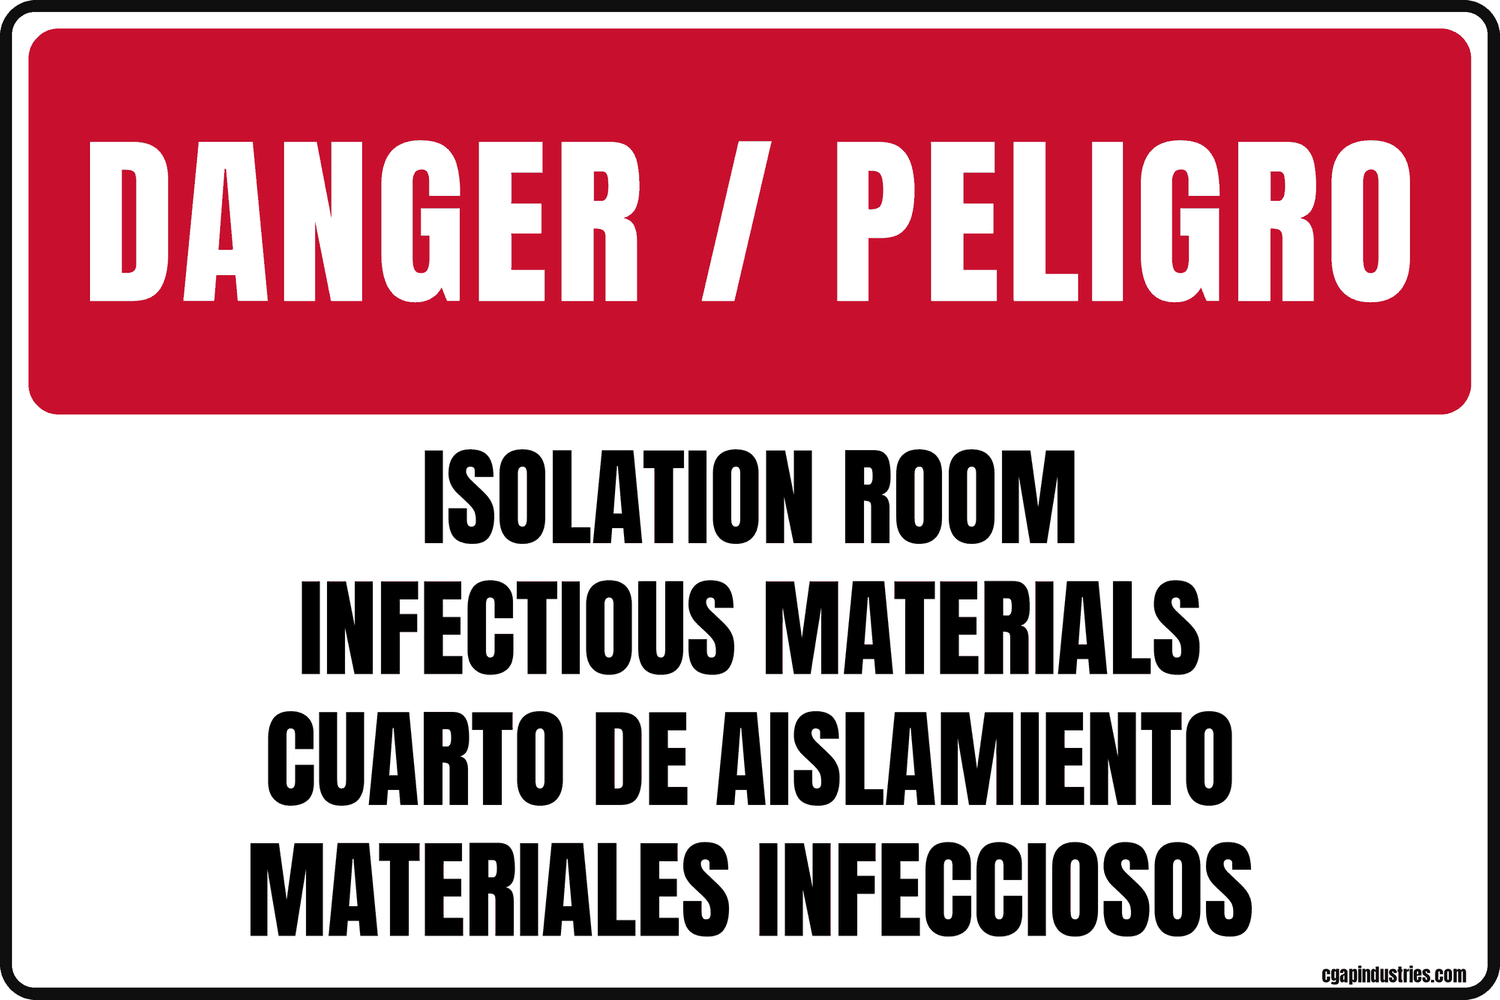 DANGER / PELIGRO
ISOLATION ROOM
INFECTIOUS MATERIALS
CUARTO DE AISLAMIENTO
MATERIALES INFECCIOSOS
cgapindustries.com